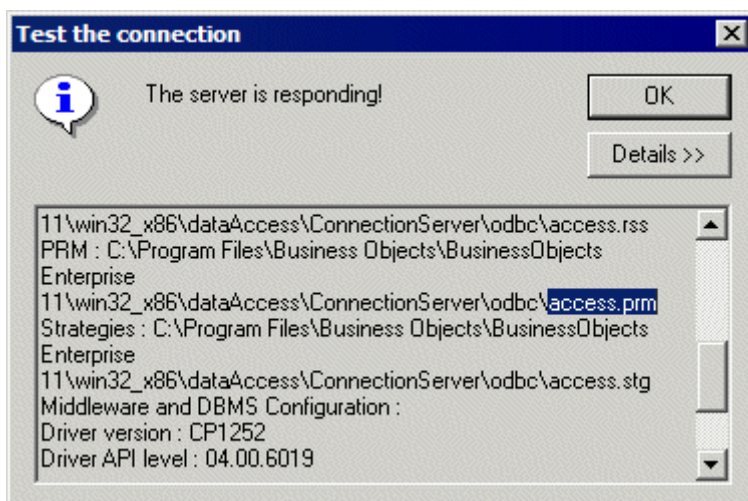 Test the connection
The server is responding!
OK
Details >>
11\win32_x86\dataAccess\ConnectionServer\odbc\access.rss
PRM : C:\Program Files\Business Objects\BusinessObjects
Enterprise
11\win32_x86\dataAccess\ConnectionServer\odbc\access.prm
Strategies : C:\Program Files\Business Objects\BusinessObjects
Enterprise
11\win32_x86\dataAccess\ConnectionServer\odbc\access.stg
Middleware and DBMS Configuration :
Driver version : CP1252
Driver API level : 04.00.6019